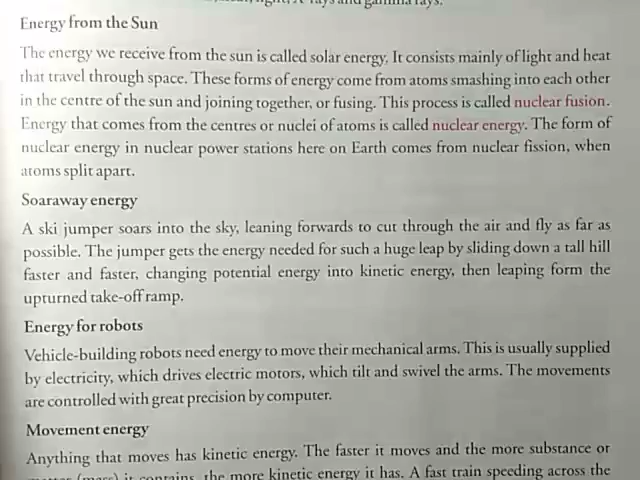 rays and gamma rays.
Energy from the Sun
The energy we receive from the sun is called solar energy. It consists mainly of light and heat
that travel through space. These forms of energy come from atoms smashing into each other
in the centre of the sun and joining together, or fusing. This process is called nuclear fusion.
Energy that comes from the centres or nuclei of atoms is called nuclear energy. The form of
nuclear energy in nuclear power stations here on Earth comes from nuclear fission, when
atoms split apart.
Soaraway energy
A ski jumper soars into the sky, leaning forwards to cut through the air and fly as far as
possible. The jumper gets the energy needed for such a huge leap by sliding down a tall hill
faster and faster, changing potential energy into kinetic energy, then leaping form the
upturned take-off ramp.
Energy for robots
Vehicle-building robots need energy to move their mechanical arms. This is usually supplied
by electricity, which drives electric motors, which tilt and swivel the arms. The movements
are controlled with great precision by computer.
Movement energy
Anything that moves has kinetic energy. The faster it moves and the more substance or
matter (mass) it contains, the more kinetic energy it has. A fast train speeding across the